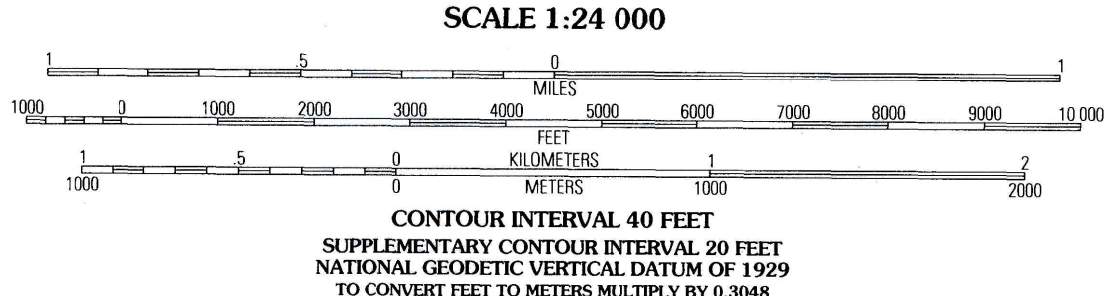 SCALE 1:24 000
1 .5 0 1
MILES
1000 0 1000 2000 3000 4000 5000 6000 7000 8000 9000 10 000
FEET
1 .5 0 KILOMETERS 1 2
1000 0 METERS 1000 2000
CONTOUR INTERVAL 40 FEET
SUPPLEMENTARY CONTOUR INTERVAL 20 FEET
NATIONAL GEODETIC VERTICAL DATUM OF 1929
TO CONVERT FEET TO METERS MULTIPLY BY 0.3048